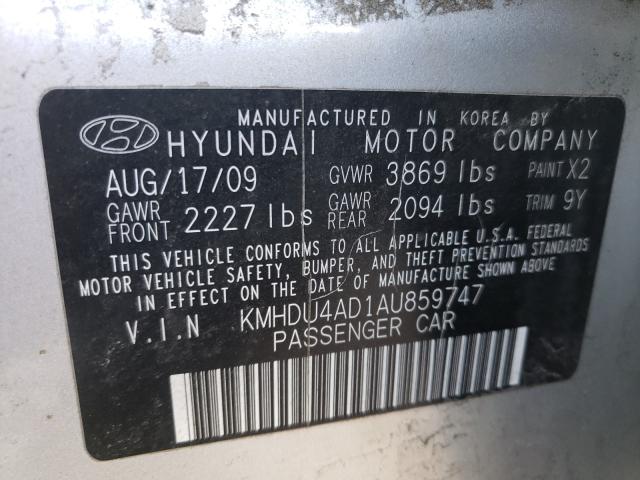 MANUFACTURED IN KOREA BY
HYUNDAI MOTOR COMPANY
AUG/17/09 GVWR 3869 lbs PAINT X2
GAWR FRONT 2227 lbs GAWR REAR 2094 lbs TRIM 9Y
THIS VEHICLE CONFORMS TO ALL APPLICABLE U.S.A. FEDERAL
MOTOR VEHICLE SAFETY, BUMPER, AND THEFT PREVENTION STANDARDS
IN EFFECT ON THE DATE OF MANUFACTURE SHOWN ABOVE
V.I.N KMHDU4AD1AU859747
PASSENGER CAR